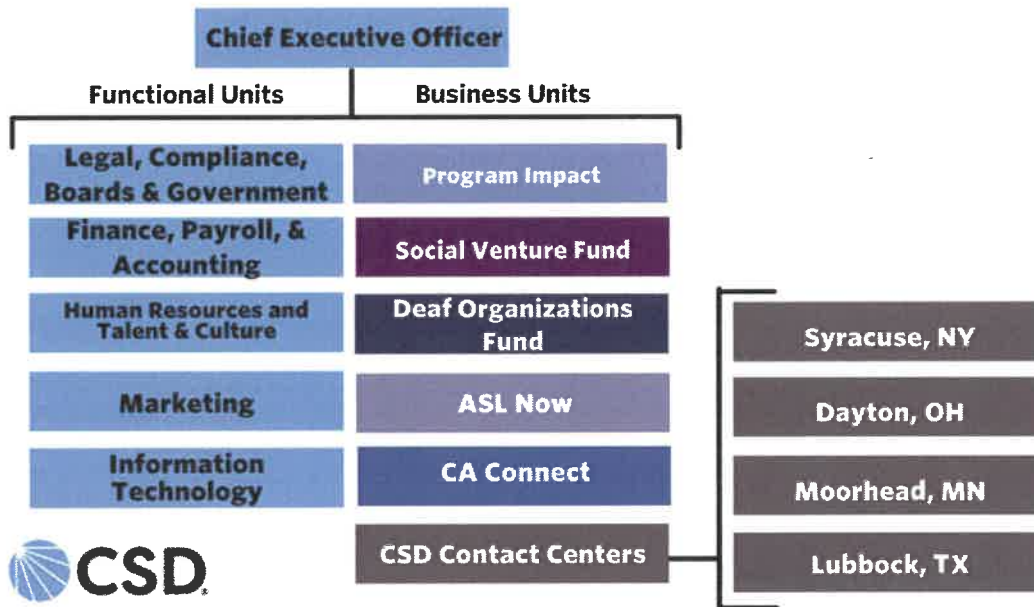 Chief Executive Officer
Functional Units
Business Units
Legal, Compliance,
Boards & Government
Program Impact
Finance, Payroll, &
Accounting
Social Venture Fund
Human Resources and
Talent & Culture
Deaf Organizations
Fund
Marketing
ASL Now
Information
Technology
CA Connect
CSD Contact Centers
Syracuse, NY
Dayton, OH
Moorhead, MN
Lubbock, TX
CSD